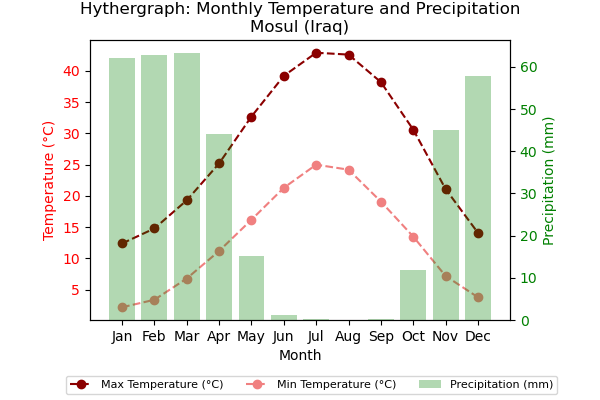 Hythergraph: Monthly Temperature and Precipitation
Mosul (Iraq)
40
35
30
25
20
15
10
5
Temperature (°C)
60
50
40
30
20
10
0
Precipitation (mm)
Jan Feb Mar Apr May Jun Jul Aug Sep Oct Nov Dec
Month
Max Temperature (°C) Min Temperature (°C) Precipitation (mm)